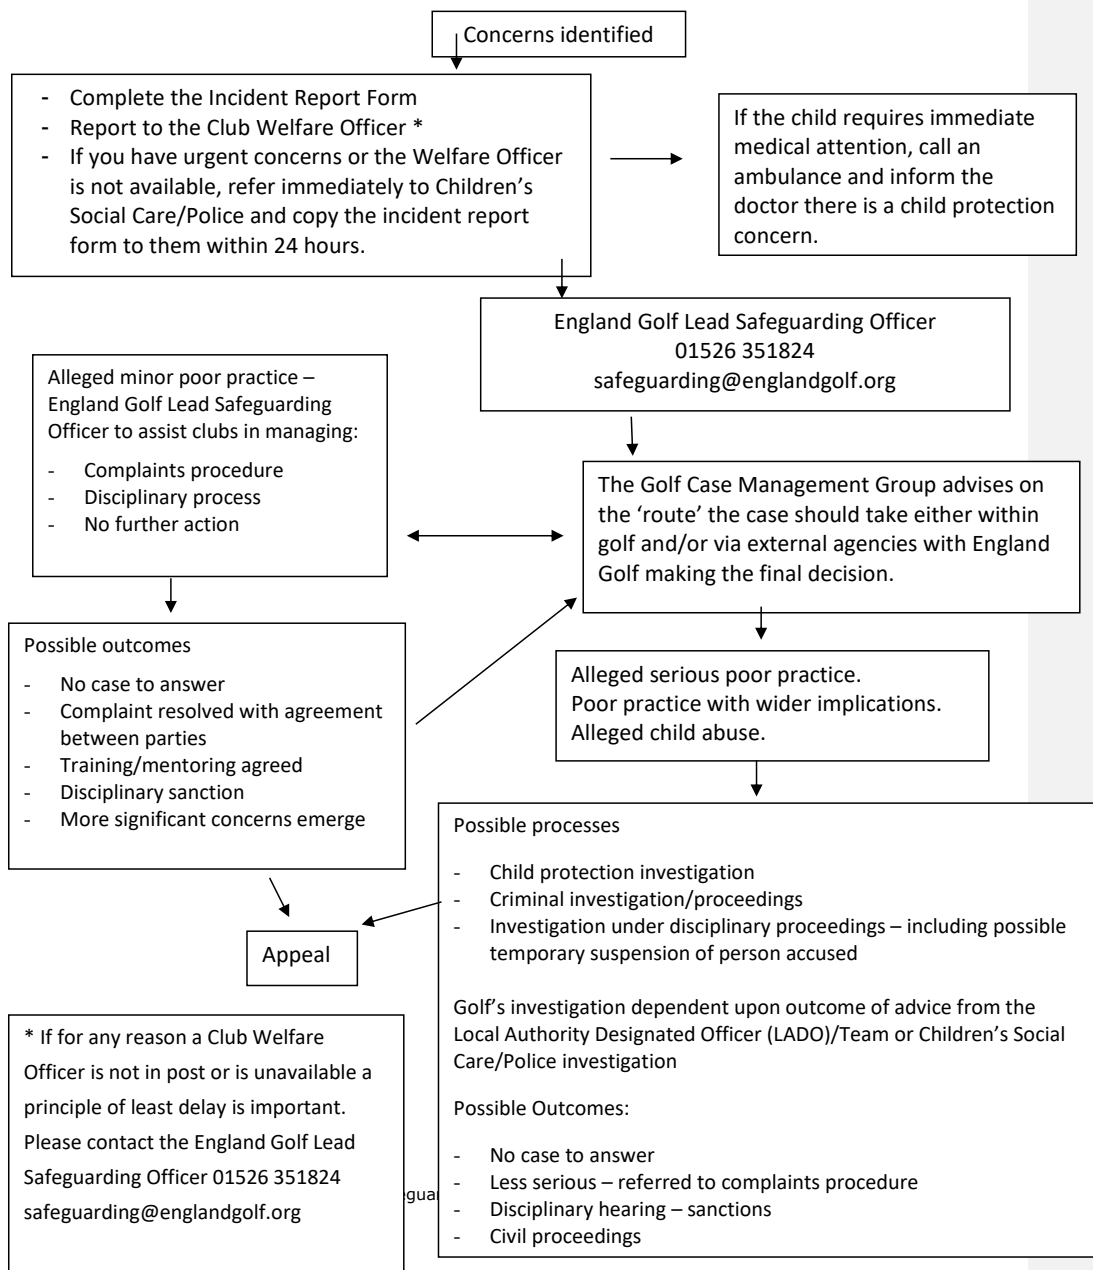 Concerns identified
- Complete the Incident Report Form
- Report to the Club Welfare Officer *
- If you have urgent concerns or the Welfare Officer
is not available, refer immediately to Children’s
Social Care/Police and copy the incident report
form to them within 24 hours.
If the child requires immediate
medical attention, call an
ambulance and inform the
doctor there is a child protection
concern.
England Golf Lead Safeguarding Officer
01526 351824
safeguarding@englandgolf.org
Alleged minor poor practice –
England Golf Lead Safeguarding
Officer to assist clubs in managing:
- Complaints procedure
- Disciplinary process
- No further action
The Golf Case Management Group advises on
the ‘route’ the case should take either within
golf and/or via external agencies with England
Golf making the final decision.
Possible outcomes
- No case to answer
- Complaint resolved with agreement
between parties
- Training/mentoring agreed
- Disciplinary sanction
- More significant concerns emerge
Alleged serious poor practice.
Poor practice with wider implications.
Alleged child abuse.
Possible processes
- Child protection investigation
- Criminal investigation/proceedings
- Investigation under disciplinary proceedings – including possible
temporary suspension of person accused
Golf’s investigation dependent upon outcome of advice from the
Local Authority Designated Officer (LADO)/Team or Children’s Social
Care/Police investigation
Possible Outcomes:
- No case to answer
- Less serious – referred to complaints procedure
- Disciplinary hearing – sanctions
- Civil proceedings
Appeal
* If for any reason a Club Welfare
Officer is not in post or is unavailable a
principle of least delay is important.
Please contact the England Golf Lead
Safeguarding Officer 01526 351824
safeguarding@englandgolf.org